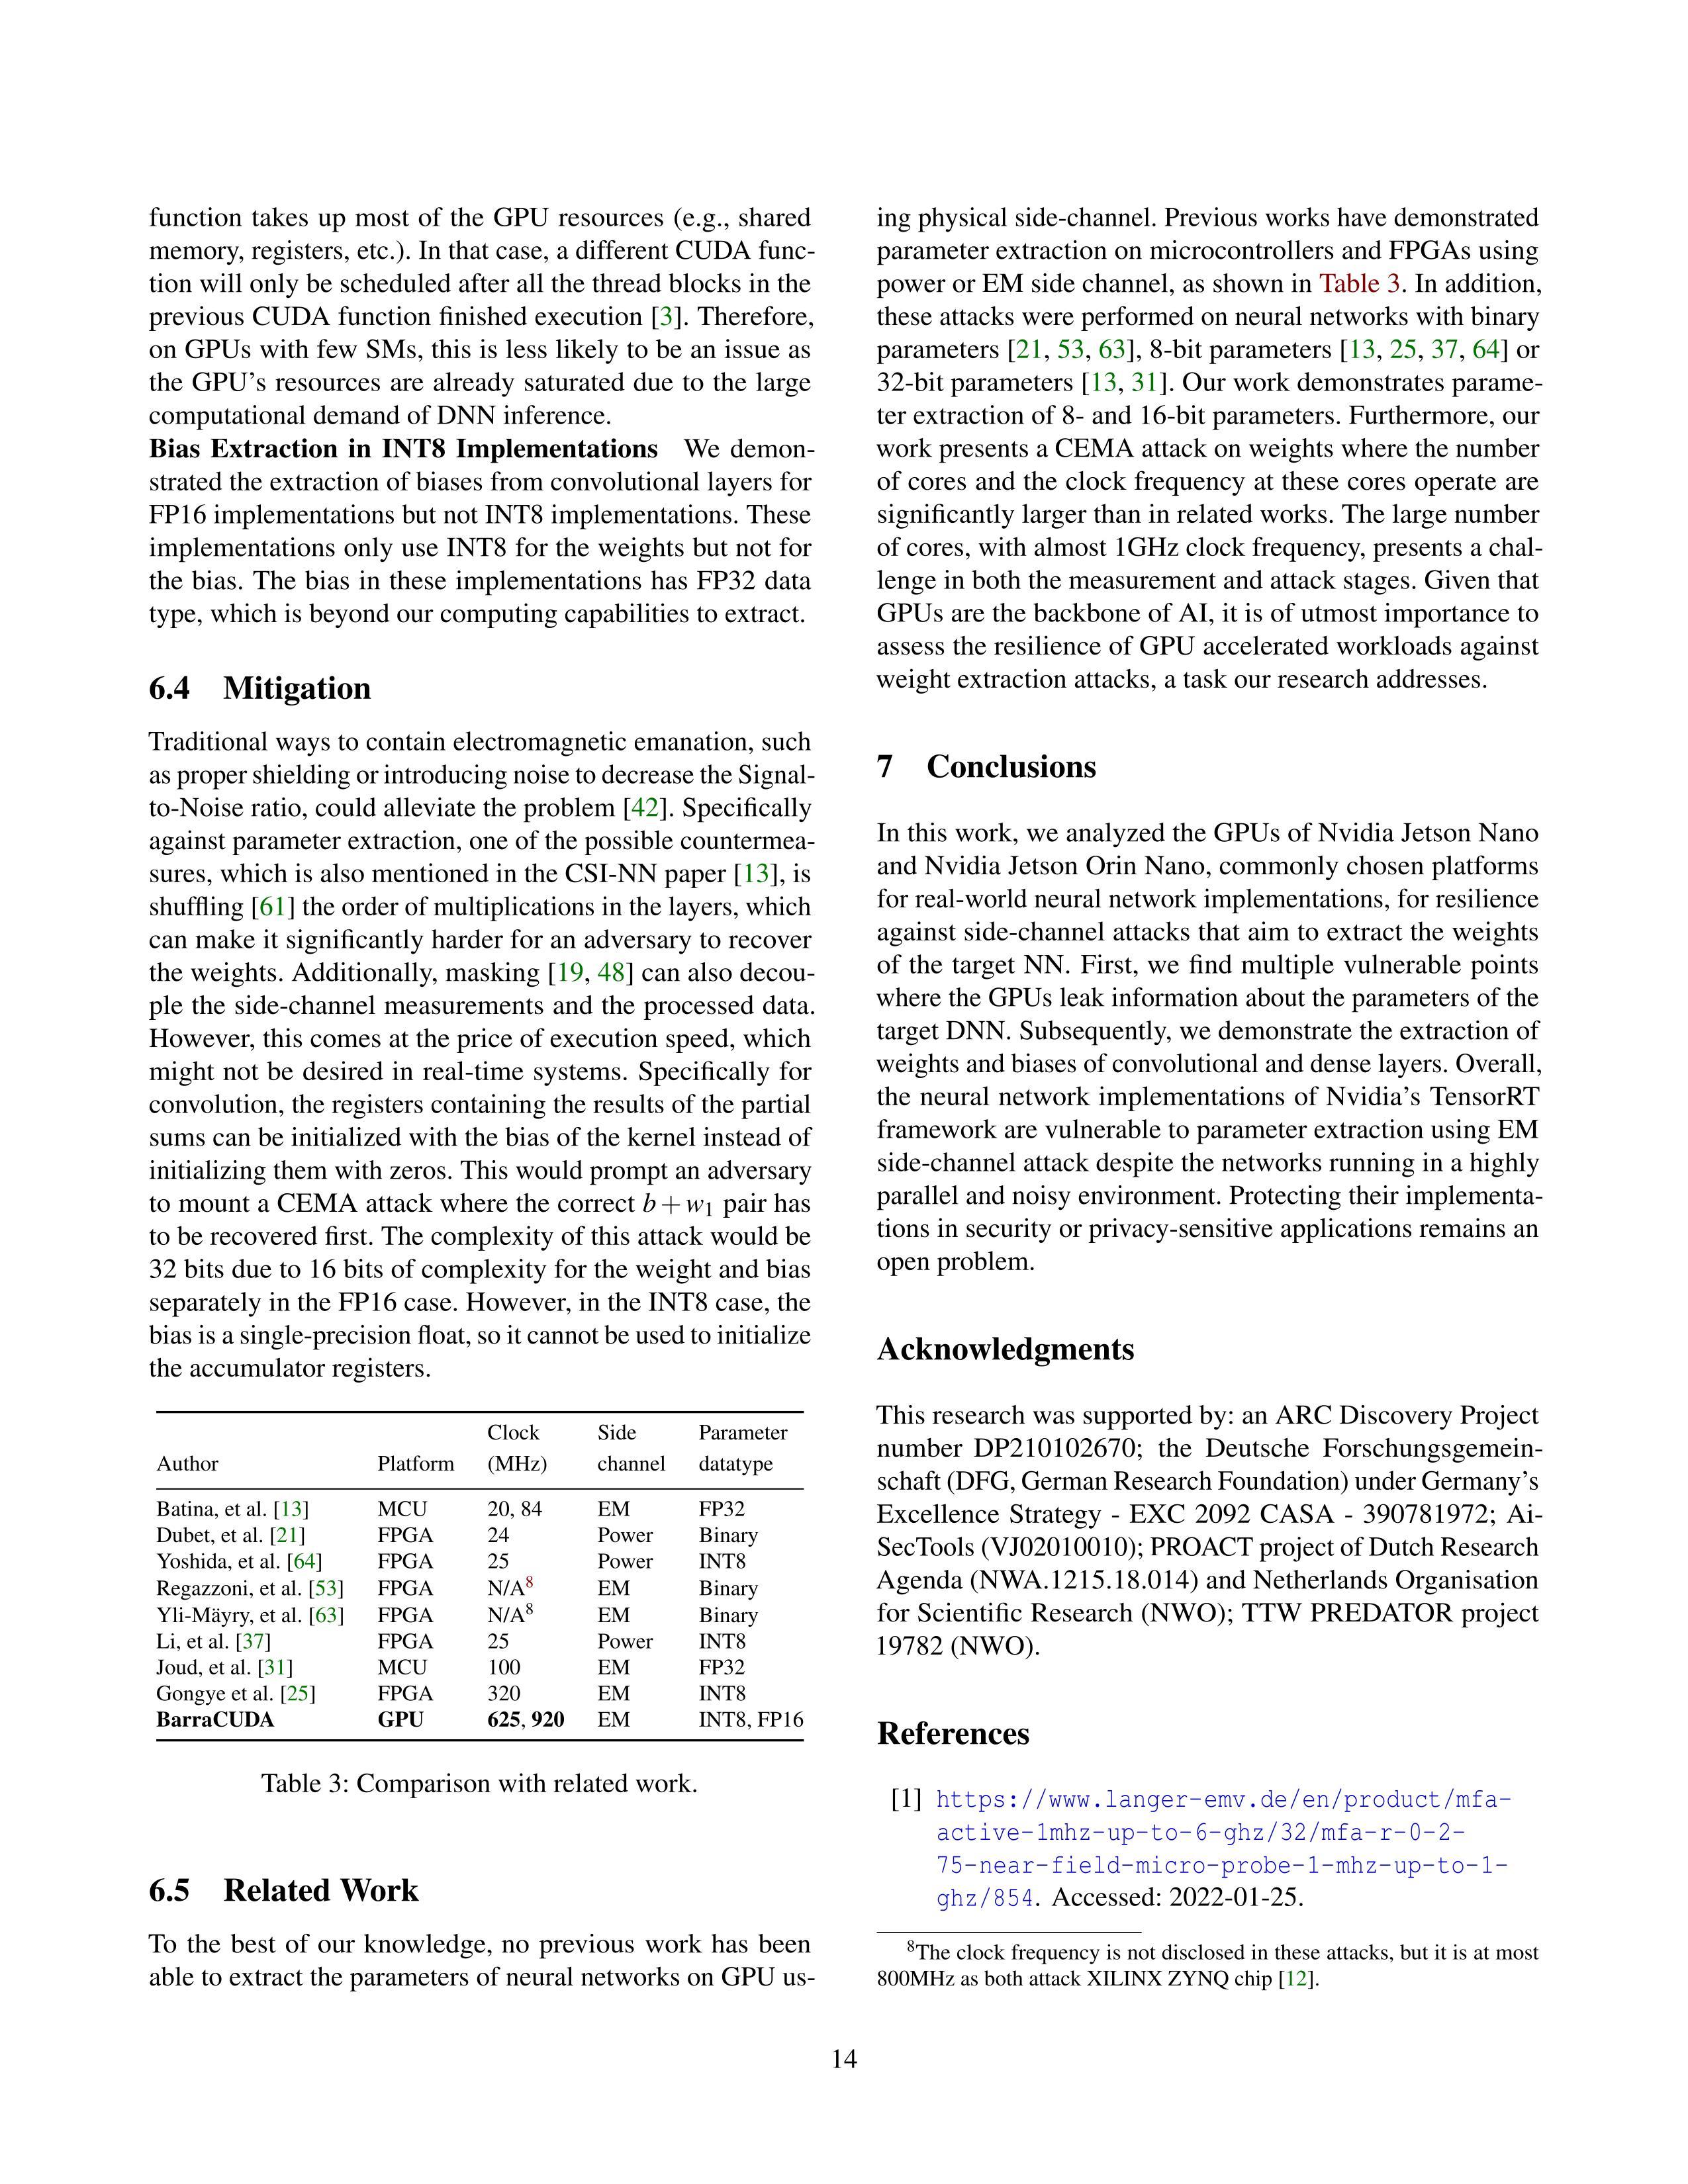 function takes up most of the GPU resources (e.g., shared
memory, registers, etc.). In that case, a different CUDA func-
tion will only be scheduled after all the thread blocks in the
previous CUDA function finished execution [3]. Therefore,
on GPUs with few SMs, this is less likely to be an issue as
the GPU's resources are already saturated due to the large
computational demand of DNN inference.
Bias Extraction in INT8 Implementations We demon-
strated the extraction of biases from convolutional layers for
FP16 implementations but not INT8 implementations. These
implementations only use INT8 for the weights but not for
the bias. The bias in these implementations has FP32 data
type, which is beyond our computing capabilities to extract.
6.4 Mitigation
Traditional ways to contain electromagnetic emanation, such
as proper shielding or introducing noise to decrease the Signal-
to-Noise ratio, could alleviate the problem [42]. Specifically
against parameter extraction, one of the possible countermea-
sures, which is also mentioned in the CSI-NN paper [13], is
shuffling [61] the order of multiplications in the layers, which
can make it significantly harder for an adversary to recover
the weights. Additionally, masking [19, 48] can also decou-
ple the side-channel measurements and the processed data.
However, this comes at the price of execution speed, which
might not be desired in real-time systems. Specifically for
convolution, the registers containing the results of the partial
sums can be initialized with the bias of the kernel instead of
initializing them with zeros. This would prompt an adversary
to mount a CEMA attack where the correct b + w₁ pair has
to be recovered first. The complexity of this attack would be
32 bits due to 16 bits of complexity for the weight and bias
separately in the FP16 case. However, in the INT8 case, the
bias is a single-precision float, so it cannot be used to initialize
the accumulator registers.
Clock Side Parameter
Author Platform (MHz) channel datatype
Batina, et al. [13] MCU 20, 84 EM FP32
Dubet, et al. [21] FPGA 24 Power Binary
Yoshida, et al. [64] FPGA 25 Power INT8
Regazzoni, et al. [53] FPGA N/A⁸ EM Binary
Yli-Mäyry, et al. [63] FPGA N/A⁸ EM Binary
Li, et al. [37] FPGA 25 Power INT8
Joud, et al. [31] MCU 100 EM FP32
Gongye et al. [25] FPGA 320 EM INT8
BarraCUDA GPU 625, 920 EM INT8, FP16
Table 3: Comparison with related work.
6.5 Related Work
To the best of our knowledge, no previous work has been
able to extract the parameters of neural networks on GPU us-
ing physical side-channel. Previous works have demonstrated
parameter extraction on microcontrollers and FPGAs using
power or EM side channel, as shown in Table 3. In addition,
these attacks were performed on neural networks with binary
parameters [21, 53, 63], 8-bit parameters [13, 25, 37, 64] or
32-bit parameters [13, 31]. Our work demonstrates parame-
ter extraction of 8- and 16-bit parameters. Furthermore, our
work presents a CEMA attack on weights where the number
of cores and the clock frequency at these cores operate are
significantly larger than in related works. The large number
of cores, with almost 1GHz clock frequency, presents a chal-
lenge in both the measurement and attack stages. Given that
GPUs are the backbone of AI, it is of utmost importance to
assess the resilience of GPU accelerated workloads against
weight extraction attacks, a task our research addresses.
7 Conclusions
In this work, we analyzed the GPUs of Nvidia Jetson Nano
and Nvidia Jetson Orin Nano, commonly chosen platforms
for real-world neural network implementations, for resilience
against side-channel attacks that aim to extract the weights
of the target NN. First, we find multiple vulnerable points
where the GPUs leak information about the parameters of the
target DNN. Subsequently, we demonstrate the extraction of
weights and biases of convolutional and dense layers. Overall,
the neural network implementations of Nvidia's TensorRT
framework are vulnerable to parameter extraction using EM
side-channel attack despite the networks running in a highly
parallel and noisy environment. Protecting their implementa-
tions in security or privacy-sensitive applications remains an
open problem.
Acknowledgments
This research was supported by: an ARC Discovery Project
number DP210102670; the Deutsche Forschungsgemein-
schaft (DFG, German Research Foundation) under Germany's
Excellence Strategy - EXC 2092 CASA - 390781972; Ai-
SecTools (VJ02010010); PROACT project of Dutch Research
Agenda (NWA.1215.18.014) and Netherlands Organisation
for Scientific Research (NWO); TTW PREDATOR project
19782 (NWO).
References
[1] https://www.langer-emv.de/en/product/mfa-
active-1mhz-up-to-6-ghz/32/mfa-r-0-2-
75-near-field-micro-probe-1-mhz-up-to-1-
ghz/854. Accessed: 2022-01-25.
⁸The clock frequency is not disclosed in these attacks, but it is at most
800MHz as both attack XILINX ZYNQ chip [12].
14